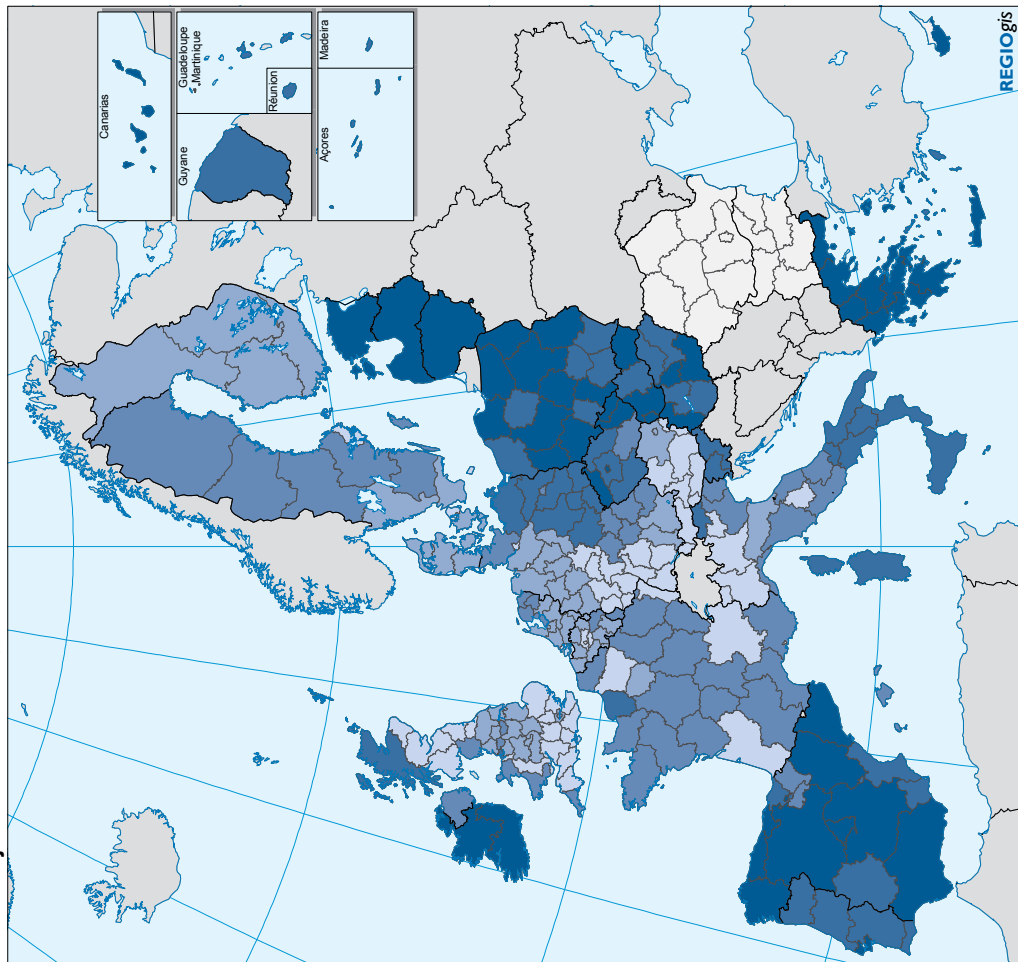 Canarias
Guyane
Guadeloupe
Martinique
Réunion
Açores
Madeira
REGIOgis